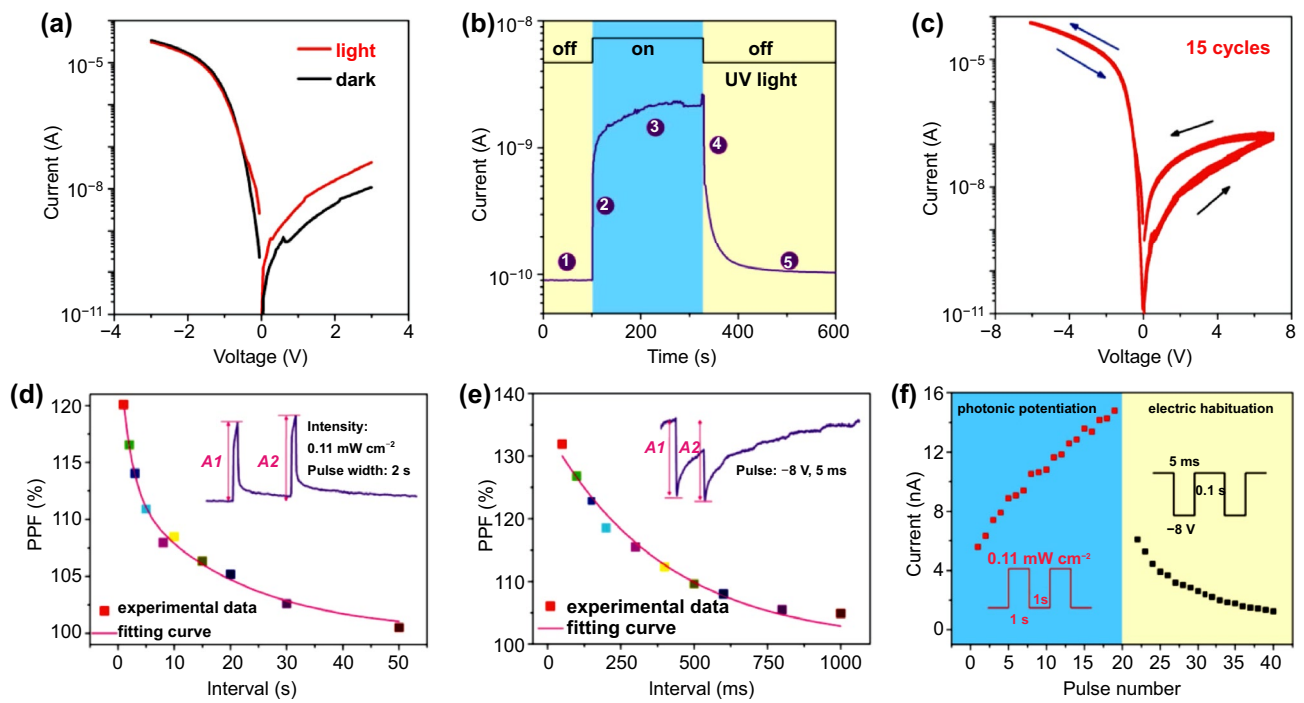 (a)
light
dark
Current (A)
10⁻⁵
10⁻⁸
10⁻¹¹
−4 −2 0 2 4
Voltage (V)
(b)
off on off
UV light
1
2
3
4
5
Current (A)
10⁻⁸
10⁻⁹
10⁻¹⁰
0 200 400 600
Time (s)
(c)
15 cycles
Current (A)
10⁻⁵
10⁻⁸
10⁻¹¹
−8 −4 0 4 8
Voltage (V)
(d)
Intensity:
0.11 mW cm⁻²
Pulse width: 2 s
A1 A2
experimental data
fitting curve
PPF (%)
120
115
110
105
100
0 10 20 30 40 50
Interval (s)
(e)
A1 A2
Pulse: −8 V, 5 ms
experimental data
fitting curve
PPF (%)
140
130
120
110
100
0 250 500 750 1000
Interval (ms)
(f)
photonic potentiation electric habituation
5 ms
0.1 s
−8 V
0.11 mW cm⁻²
1s
1 s
Current (nA)
16
12
8
4
0
0 5 10 15 20 25 30 35 40
Pulse number